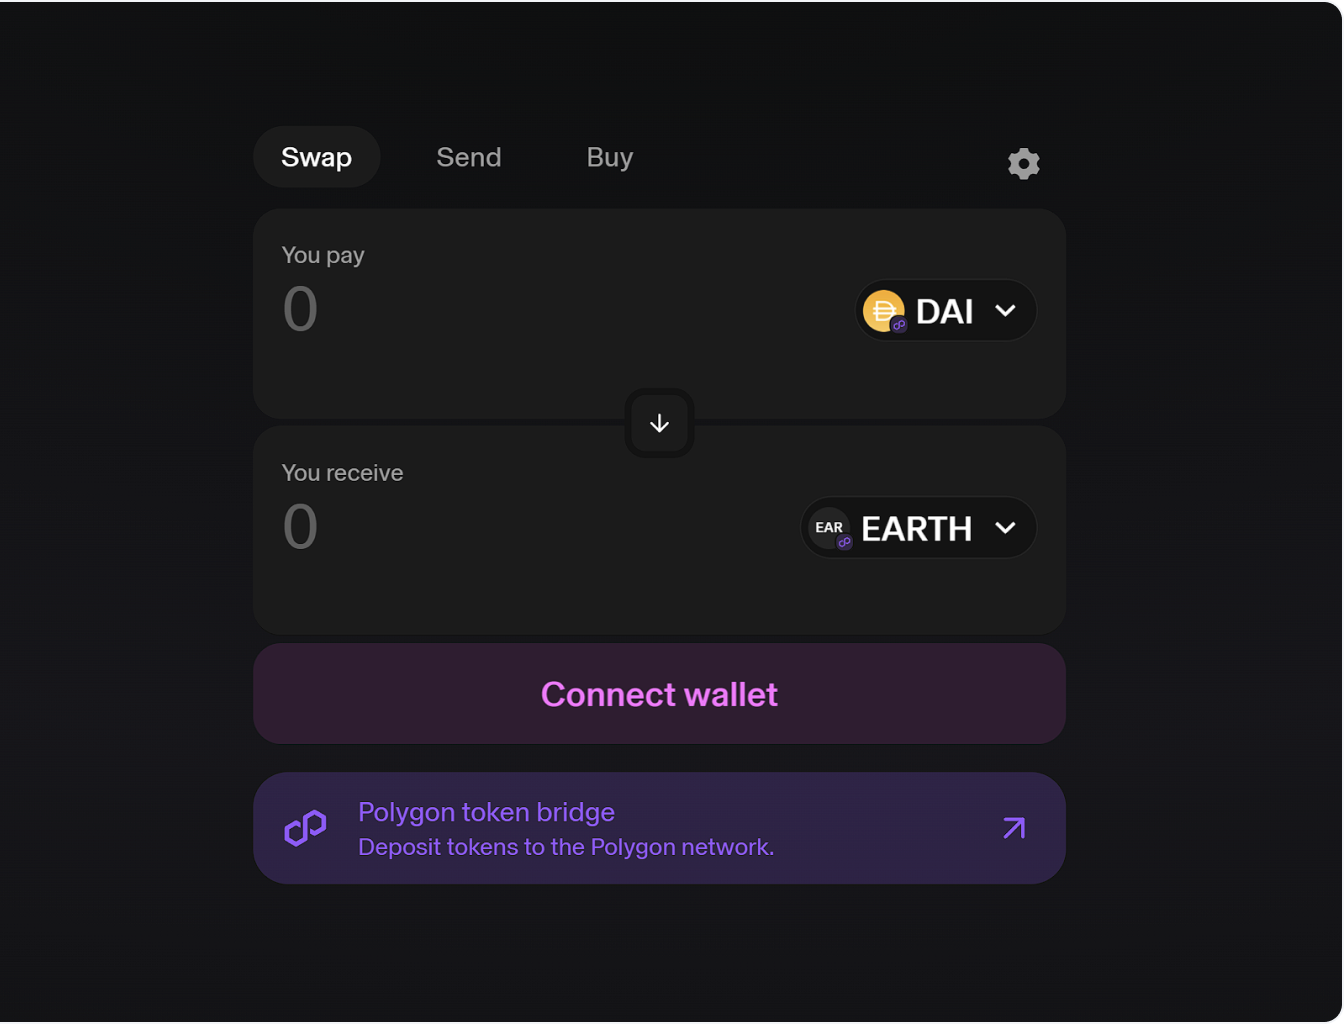 Swap Send Buy
You pay
0
DAI
You receive
0
EAR EARTH
Connect wallet
Polygon token bridge
Deposit tokens to the Polygon network.